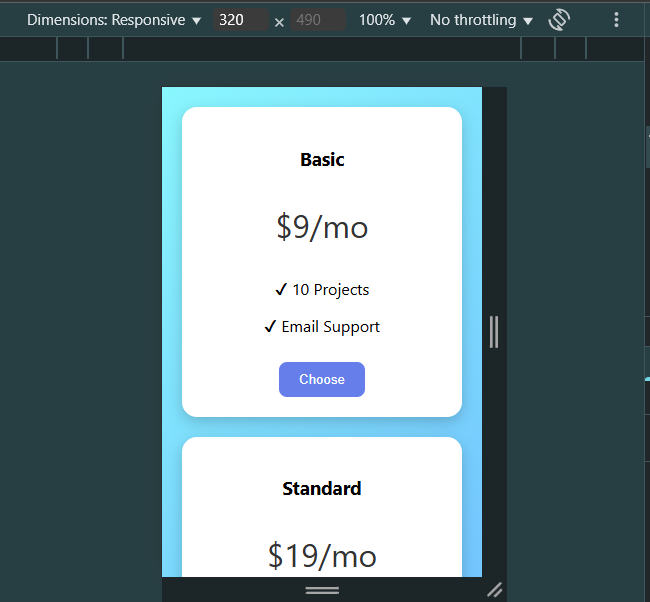 Dimensions: Responsive ▼ 320 × 490 100% ▼ No throttling ▼
Basic
$9/mo
✔ 10 Projects
✔ Email Support
Choose
Standard
$19/mo